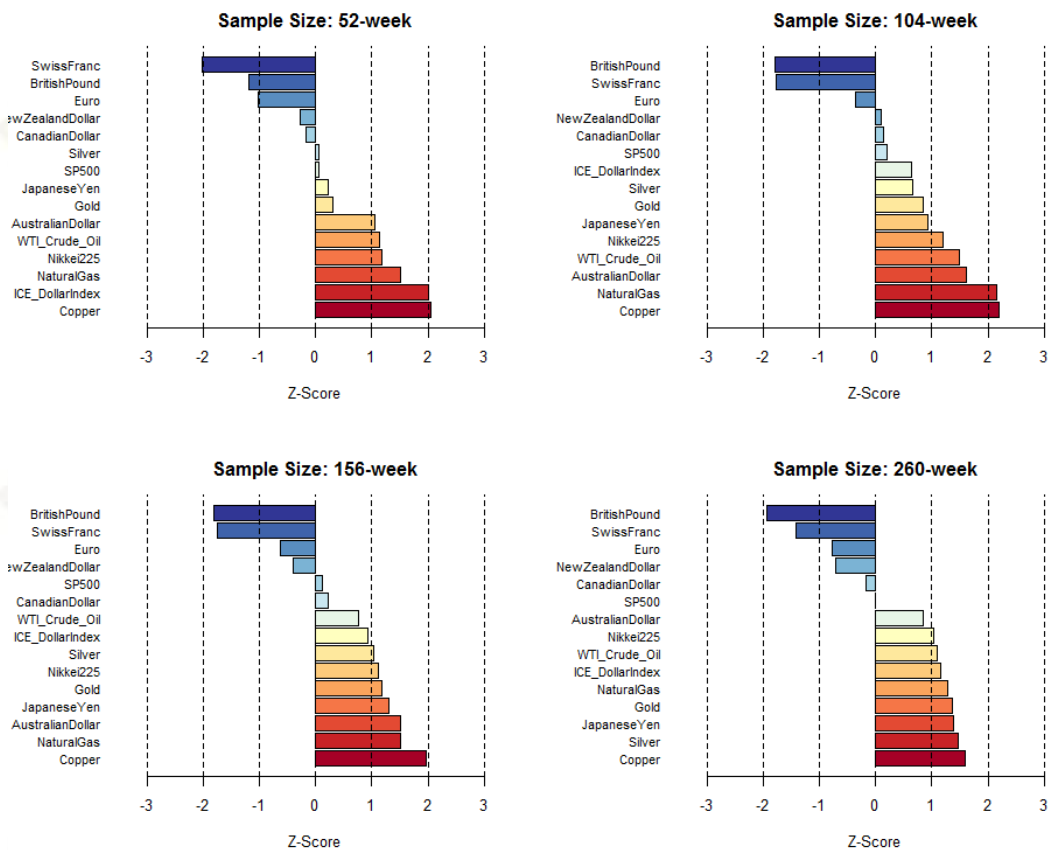 Sample Size: 52-week
SwissFranc
BritishPound
Euro
ewZealandDollar
CanadianDollar
Silver
SP500
JapaneseYen
Gold
AustralianDollar
WTI_Crude_Oil
Nikkei225
NaturalGas
ICE_DollarIndex
Copper
-3 -2 -1 0 1 2 3
Z-Score
Sample Size: 104-week
BritishPound
SwissFranc
Euro
NewZealandDollar
CanadianDollar
SP500
ICE_DollarIndex
Silver
Gold
JapaneseYen
Nikkei225
WTI_Crude_Oil
AustralianDollar
NaturalGas
Copper
-3 -2 -1 0 1 2 3
Z-Score
Sample Size: 156-week
BritishPound
SwissFranc
Euro
ewZealandDollar
SP500
CanadianDollar
WTI_Crude_Oil
ICE_DollarIndex
Silver
Nikkei225
Gold
JapaneseYen
AustralianDollar
NaturalGas
Copper
-3 -2 -1 0 1 2 3
Z-Score
Sample Size: 260-week
BritishPound
SwissFranc
Euro
NewZealandDollar
CanadianDollar
SP500
AustralianDollar
Nikkei225
WTI_Crude_Oil
ICE_DollarIndex
NaturalGas
Gold
JapaneseYen
Silver
Copper
-3 -2 -1 0 1 2 3
Z-Score